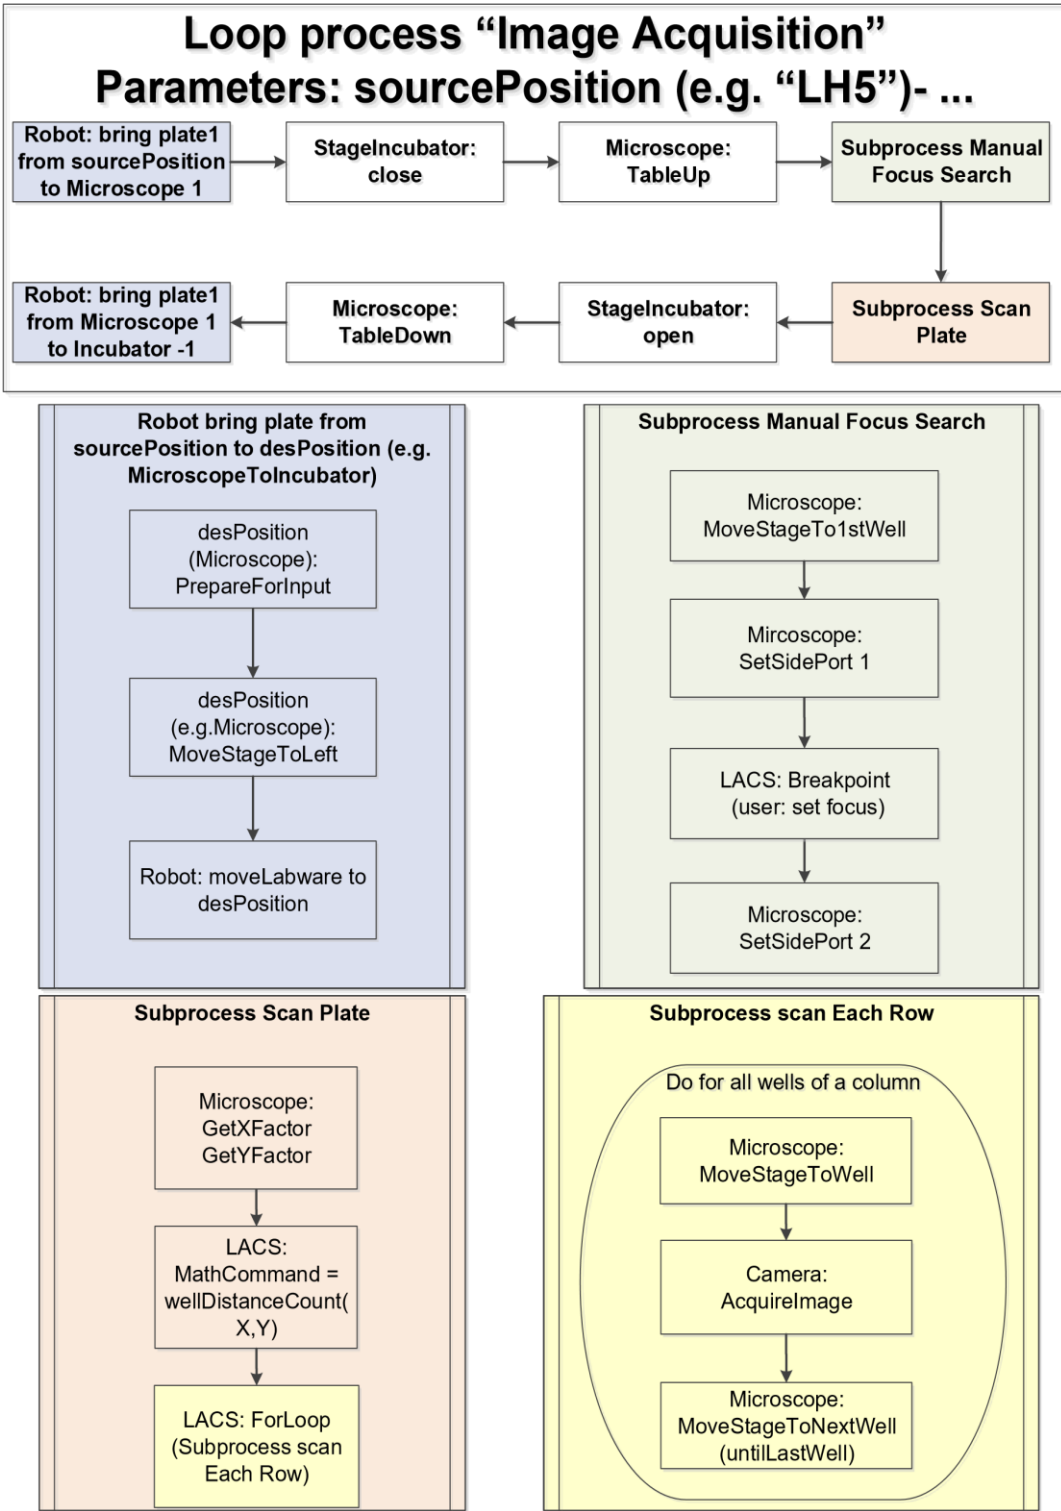 Loop process “Image Acquisition”
Parameters: sourcePosition (e.g. “LH5”)- ...
Robot: bring plate1
from sourcePosition
to Microscope 1
StageIncubator:
close
Microscope:
TableUp
Subprocess Manual
Focus Search
Robot: bring plate1
from Microscope 1
to Incubator -1
Microscope:
TableDown
StageIncubator:
open
Subprocess Scan
Plate
Robot bring plate from
sourcePosition to desPosition (e.g.
MicroscopeToIncubator)
desPosition
(Microscope):
PrepareForInput
desPosition
(e.g.Microscope):
MoveStageToLeft
Robot: moveLabware to
desPosition
Subprocess Manual Focus Search
Microscope:
MoveStageTo1stWell
Mircoscope:
SetSidePort 1
LACS: Breakpoint
(user: set focus)
Microscope:
SetSidePort 2
Subprocess Scan Plate
Microscope:
GetXFactor
GetYFactor
LACS:
MathCommand =
wellDistanceCount(
X,Y)
LACS: ForLoop
(Subprocess scan
Each Row)
Subprocess scan Each Row
Do for all wells of a column
Microscope:
MoveStageToWell
Camera:
AcquireImage
Microscope:
MoveStageToNextWell
(untilLastWell)